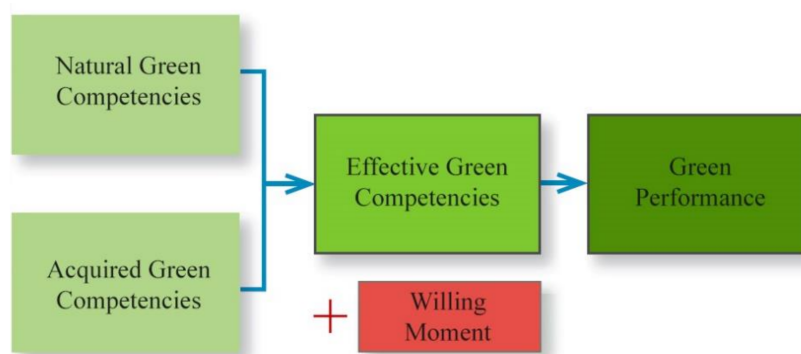 Natural Green
Competencies
Acquired Green
Competencies
Effective Green
Competencies
+
Willing
Moment
Green
Performance